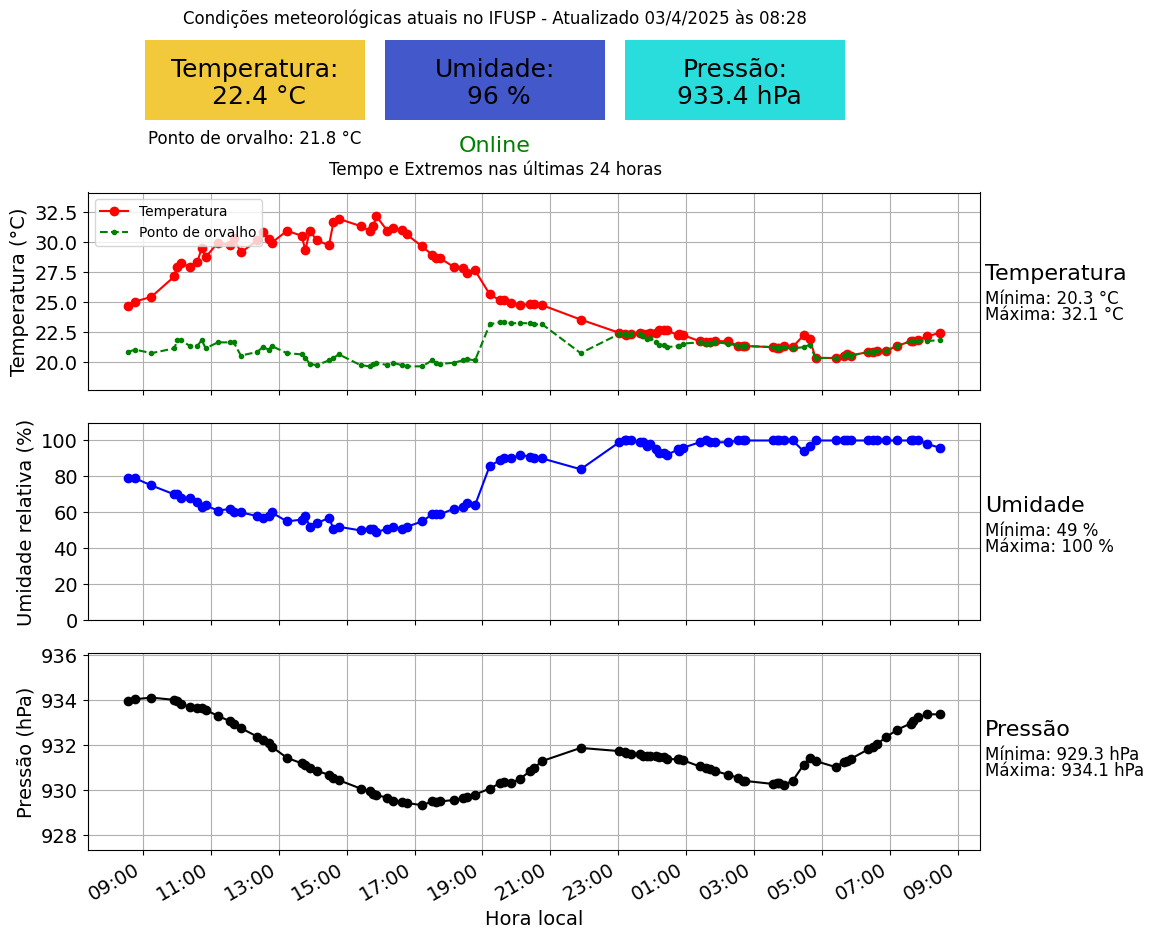 Condições meteorológicas atuais no IFUSP - Atualizado 03/4/2025 às 08:28
Temperatura:
22.4 °C
Umidade:
96 %
Pressão:
933.4 hPa
Ponto de orvalho: 21.8 °C
Online
Tempo e Extremos nas últimas 24 horas
Temperatura (°C)
32.5
30.0
27.5
25.0
22.5
20.0
Temperatura
Ponto de orvalho
Temperatura
Mínima: 20.3 °C
Máxima: 32.1 °C
Umidade relativa (%)
100
80
60
40
20
0
Umidade
Mínima: 49 %
Máxima: 100 %
Pressão (hPa)
936
934
932
930
928
Pressão
Mínima: 929.3 hPa
Máxima: 934.1 hPa
09:00 11:00 13:00 15:00 17:00 19:00 21:00 23:00 01:00 03:00 05:00 07:00 09:00
Hora local